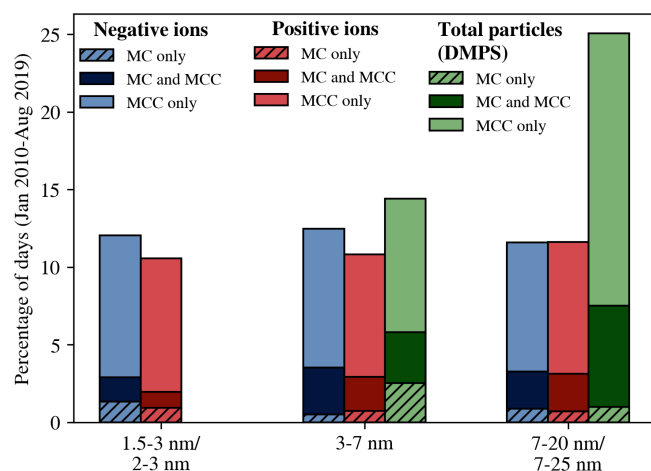 Negative ions
MC only
MC and MCC
MCC only
Positive ions
MC only
MC and MCC
MCC only
Total particles
(DMPS)
MC only
MC and MCC
MCC only
Percentage of days (Jan 2010-Aug 2019)
25
20
15
10
5
0
1.5-3 nm/
2-3 nm
3-7 nm
7-20 nm/
7-25 nm